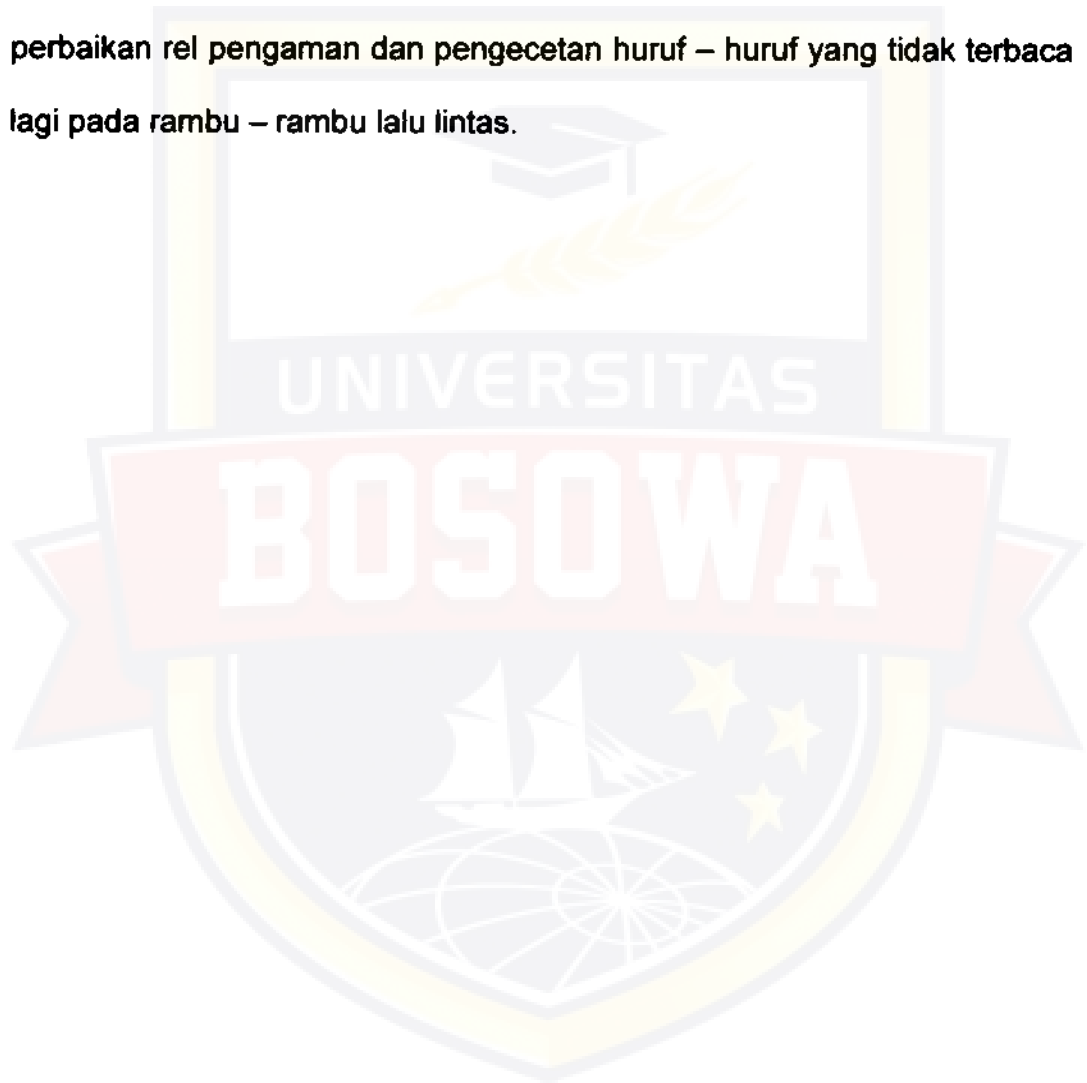 perbaikan rel pengaman dan pengecetan huruf – huruf yang tidak terbaca
lagi pada rambu – rambu lalu lintas.
UNIVERSITAS
BOSOWA